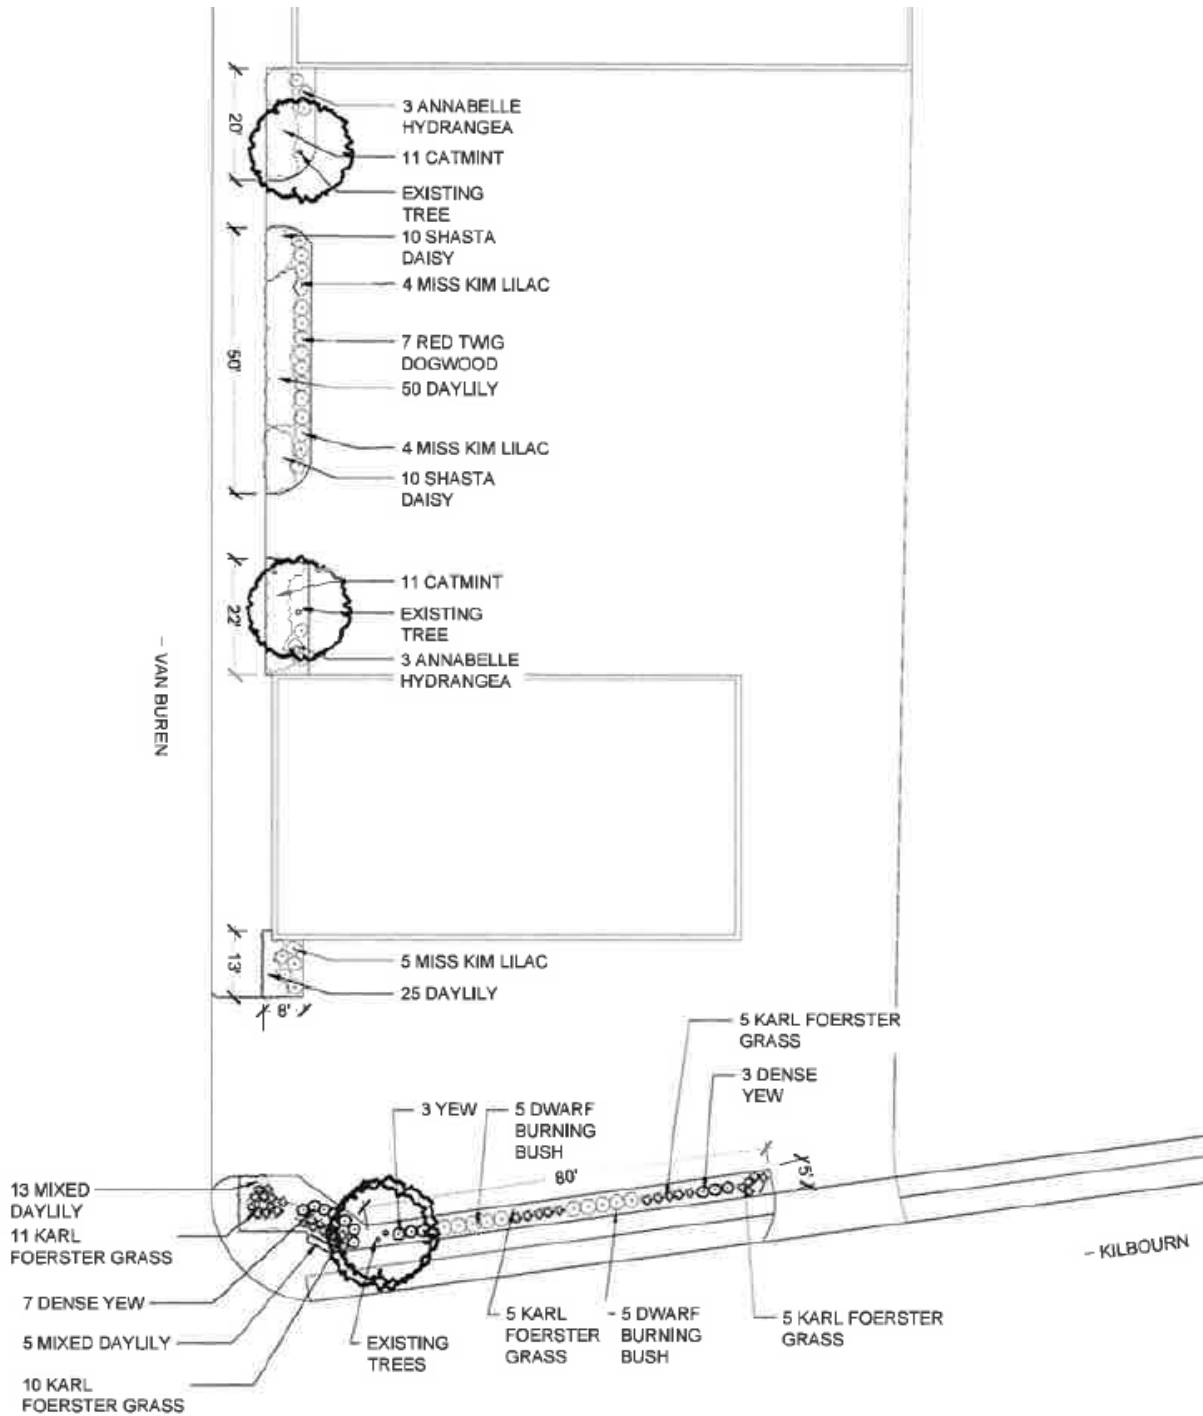 20'
3 ANNABELLE
HYDRANGEA
11 CATMINT
EXISTING
TREE
10 SHASTA
DAISY
4 MISS KIM LILAC
50'
7 RED TWIG
DOGWOOD
50 DAYLILY
4 MISS KIM LILAC
10 SHASTA
DAISY
22'
11 CATMINT
EXISTING
TREE
3 ANNABELLE
HYDRANGEA
- VAN BUREN
13'
5 MISS KIM LILAC
25 DAYLILY
8'
5 KARL FOERSTER
GRASS
3 DENSE
YEW
3 YEW
5 DWARF
BURNING
BUSH
80'
5'
13 MIXED
DAYLILY
11 KARL
FOERSTER GRASS
7 DENSE YEW
5 MIXED DAYLILY
10 KARL
FOERSTER GRASS
EXISTING
TREES
5 KARL
FOERSTER
GRASS
5 DWARF
BURNING
BUSH
5 KARL FOERSTER
GRASS
- KILBOURN